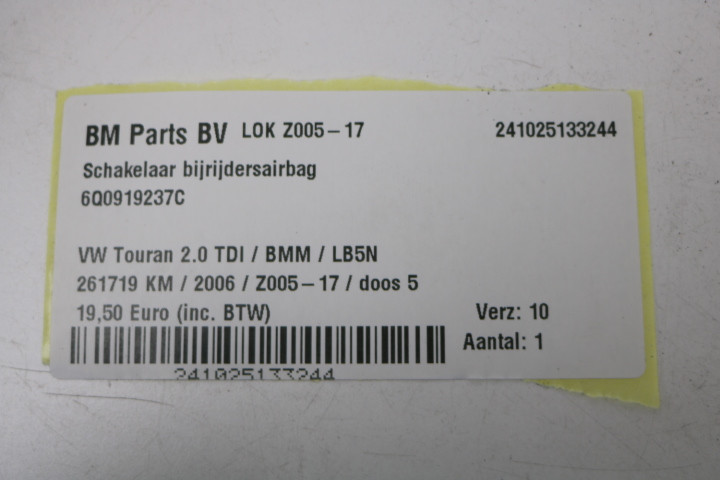 BM Parts BV LOK Z005-17 241025133244
Schakelaar bijrijdersairbag
6Q0919237C
VW Touran 2.0 TDI / BMM / LB5N
261719 KM / 2006 / Z005-17 / doos 5
19,50 Euro (inc. BTW) Verz: 10
Aantal: 1
241025133244